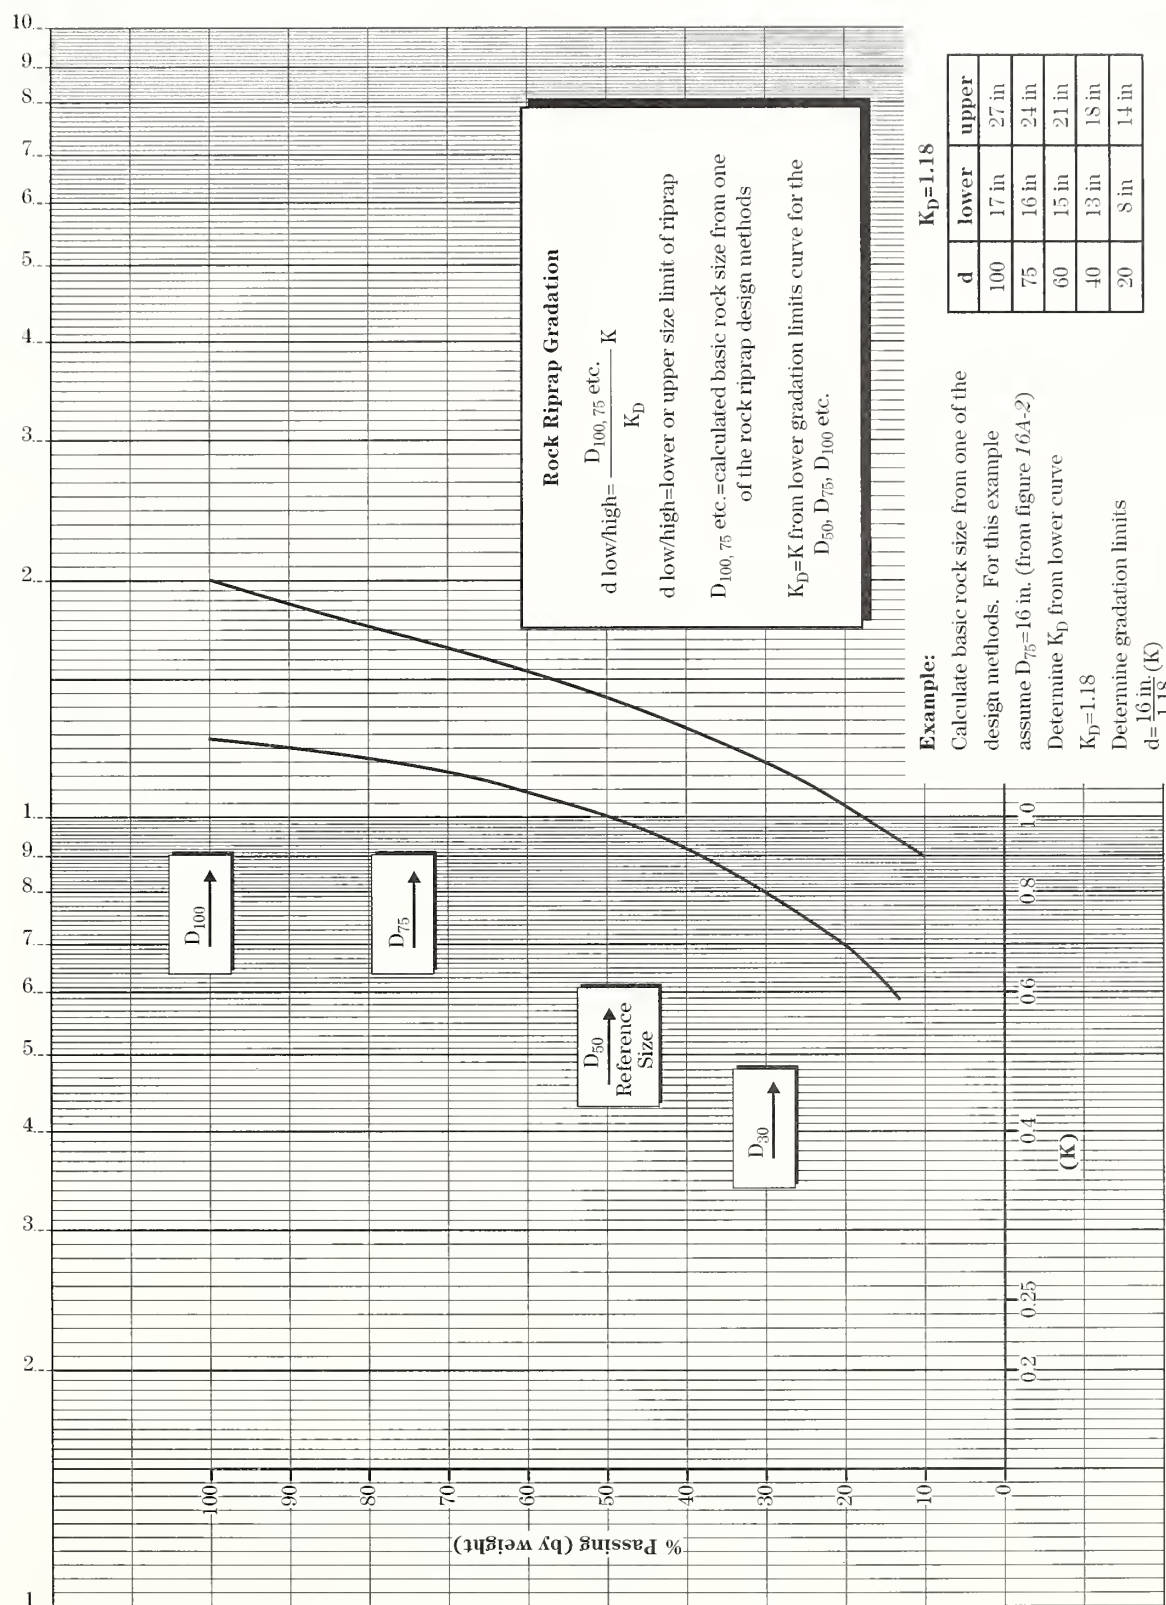 10
9
8
7
6
5
4
3
2
1
9
8
7
6
5
4
3
2
1
Rock Riprap Gradation
d low/high= D100, 75 etc. / KD K
d low/high=lower or upper size limit of riprap
D100, 75 etc.=calculated basic rock size from one
of the rock riprap design methods
KD=K from lower gradation limits curve for the
D50, D75, D100 etc.
D100
D75
D50
Reference
Size
D30
% Passing (by weight)
100
90
80
70
60
50
40
30
20
10
0
0.2
0.25
0.4
0.6
0.8
1.0
(K)
Example:
Calculate basic rock size from one of the
design methods. For this example
assume D75=16 in. (from figure 16A-2)
Determine KD from lower curve
KD=1.18
Determine gradation limits
d= 16 in. / 1.18 (K)
KD=1.18
d lower upper
100 17 in 27 in
75 16 in 24 in
60 15 in 21 in
40 13 in 18 in
20 8 in 14 in